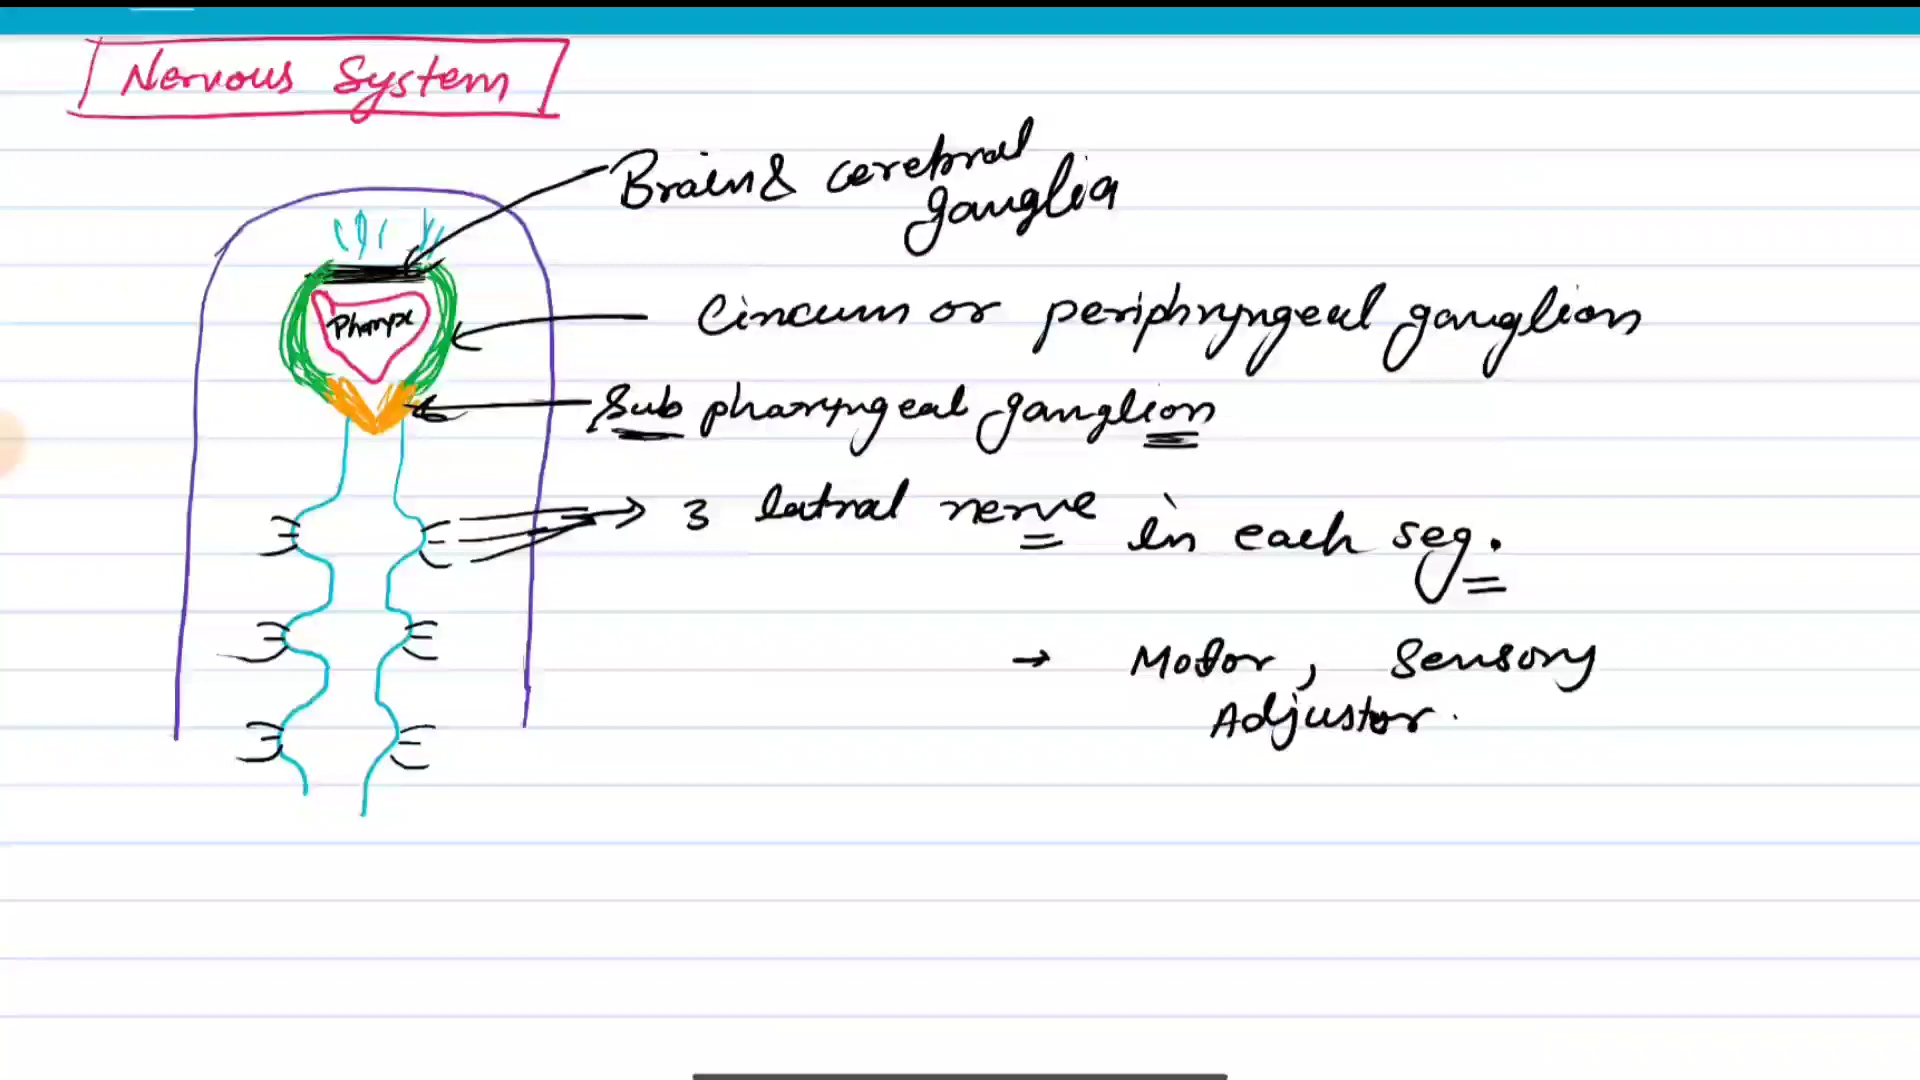 Nervous System
Brain & cerebral
ganglia
Pharynx
Circum or periphryngeal ganglion
Sub pharyngeal ganglion
3 latral nerve in each seg.
→ Motor, Sensory
Adjustor.